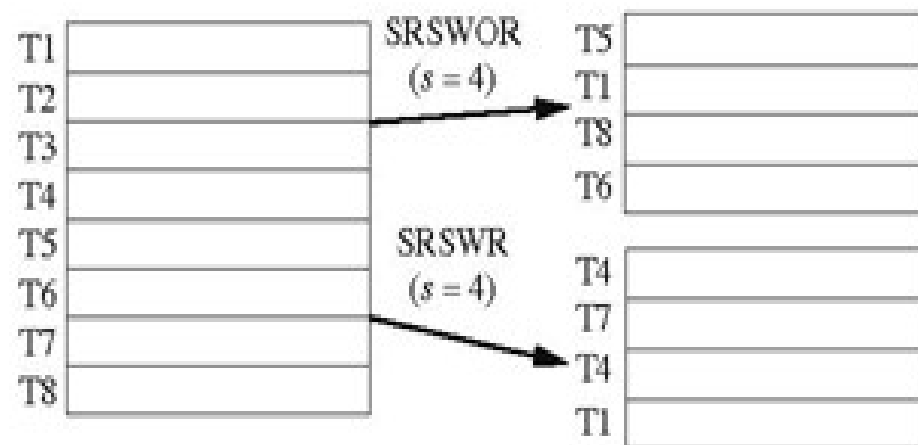 T1
T2
T3
T4
T5
T6
T7
T8
SRSWOR
(s = 4)
SRSWR
(s = 4)
T5
T1
T8
T6
T4
T7
T4
T1